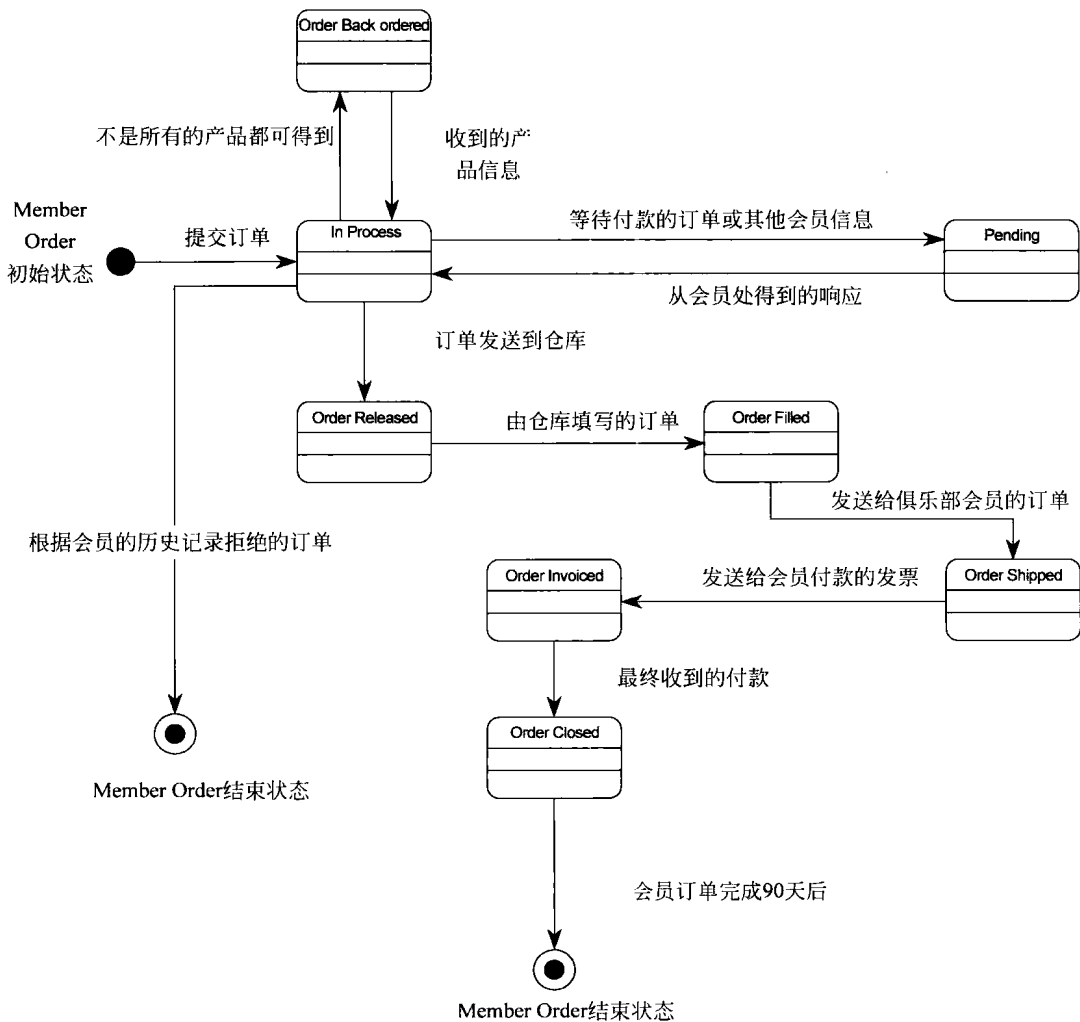 Order Back ordered
不是所有的产品都可得到
收到的产
品信息
Member
Order
初始状态
提交订单
In Process
等待付款的订单或其他会员信息
Pending
从会员处得到的响应
订单发送到仓库
Order Released
由仓库填写的订单
Order Filled
发送给俱乐部会员的订单
根据会员的历史记录拒绝的订单
Order Invoiced
发送给会员付款的发票
Order Shipped
最终收到的付款
Order Closed
Member Order结束状态
会员订单完成90天后
Member Order结束状态